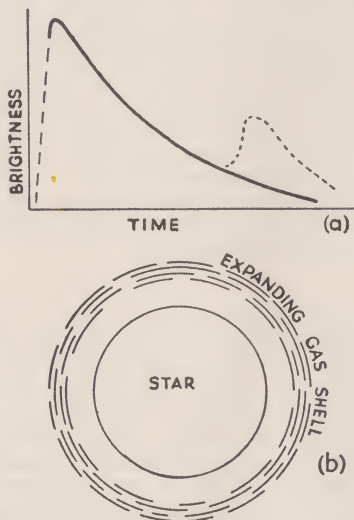 BRIGHTNESS
TIME
(a)
EXPANDING GAS SHELL
STAR
(b)